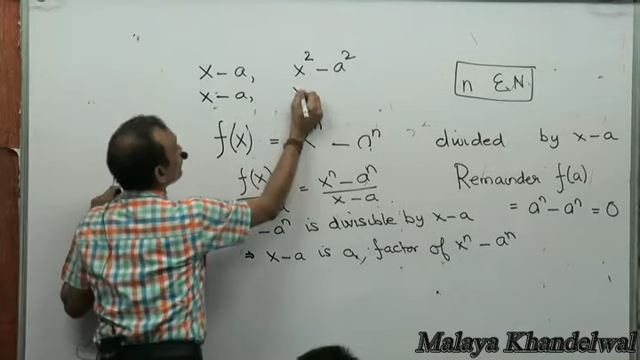 x - a, x² - a²
n ∈ N
x - a,
f(x) = xⁿ - aⁿ divided by x - a
f(x) = xⁿ - aⁿ / x - a Remainder f(a)
- aⁿ is divisible by x - a = aⁿ - aⁿ = 0
⇒ x - a is a factor of xⁿ - aⁿ
Malaya Khandelwal